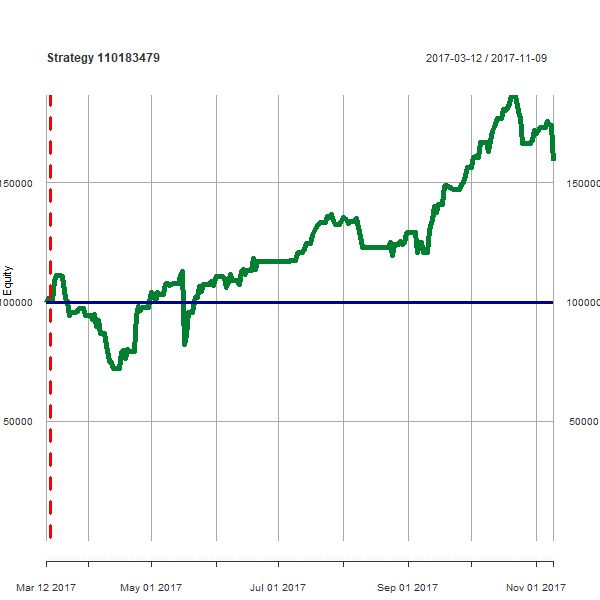 Strategy 110183479
2017-03-12 / 2017-11-09
150000
150000
Equity
100000
100000
50000
50000
Mar 12 2017
May 01 2017
Jul 01 2017
Sep 01 2017
Nov 01 2017